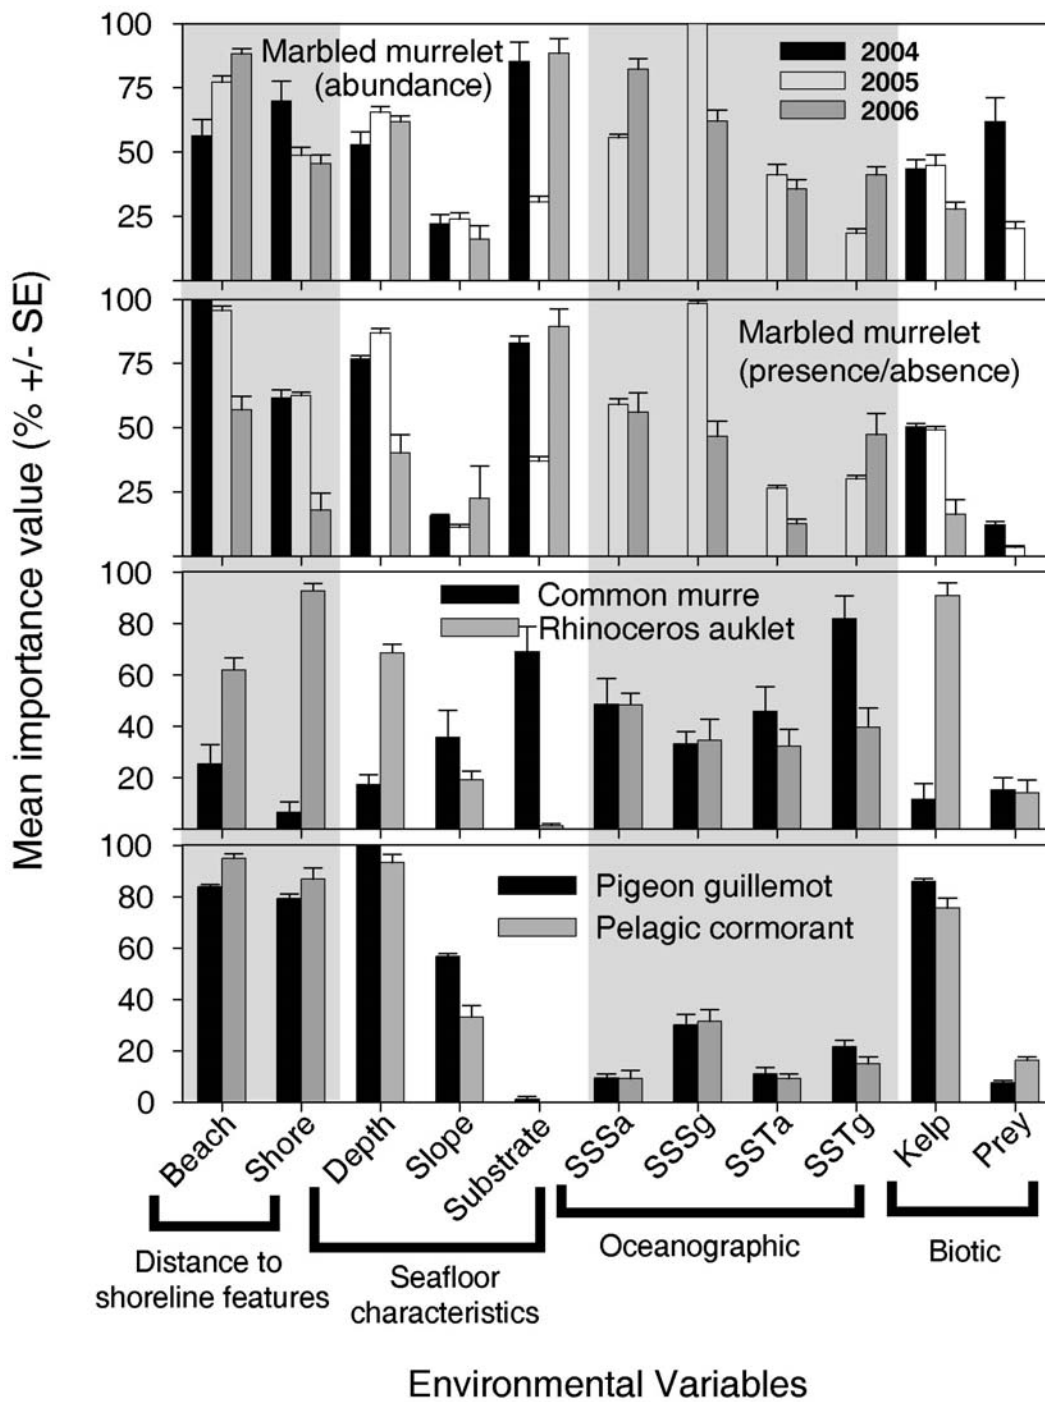 Mean importance value (% +/- SE)
100
75
50
25
Marbled murrelet
(abundance)
2004
2005
2006
100
75
50
25
Marbled murrelet
(presence/absence)
100
80
60
40
20
Common murre
Rhinoceros auklet
100
80
60
40
20
0
Pigeon guillemot
Pelagic cormorant
Beach
Shore
Depth
Slope
Substrate
SSSa
SSSg
SSTa
SSTg
Kelp
Prey
Distance to
shoreline features
Seafloor
characteristics
Oceanographic
Biotic
Environmental Variables